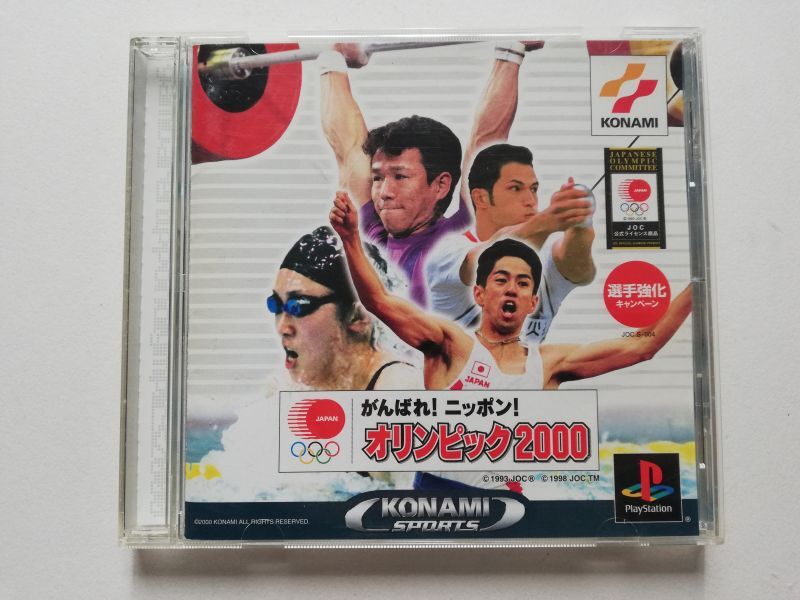 KONAMI
JAPANESE
OLYMPIC
COMMITTEE
JAPAN
JOC
公式ライセンス商品
選手強化
キャンペーン
JOC S-904
JAPAN
JAPAN
がんばれ！ニッポン！
オリンピック2000
©1993 JOC® ©1998 JOC TM
KONAMI
SPORTS
©2000 KONAMI ALL RIGHTS RESERVED.
PlayStation
®